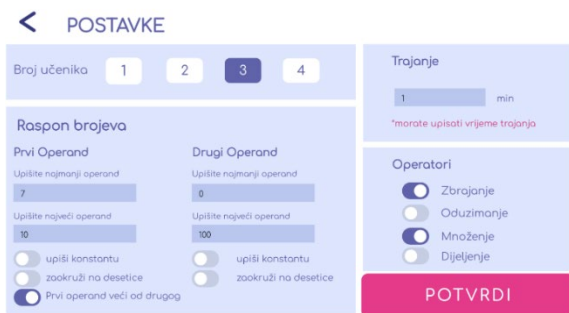 POSTAVKE
Broj učenika 1 2 3 4
Raspon brojeva
Prvi Operand
Upišite najmanji operand
7
Upišite najveći operand
10
upiši konstantu
zaokruži na desetice
Prvi operand veći od drugog
Drugi Operand
Upišite najmanji operand
0
Upišite najveći operand
100
upiši konstantu
zaokruži na desetice
Trajanje
1 min
*morate upisati vrijeme trajanja
Operatori
Zbrajanje
Oduzimanje
Množenje
Dijeljenje
POTVRDI